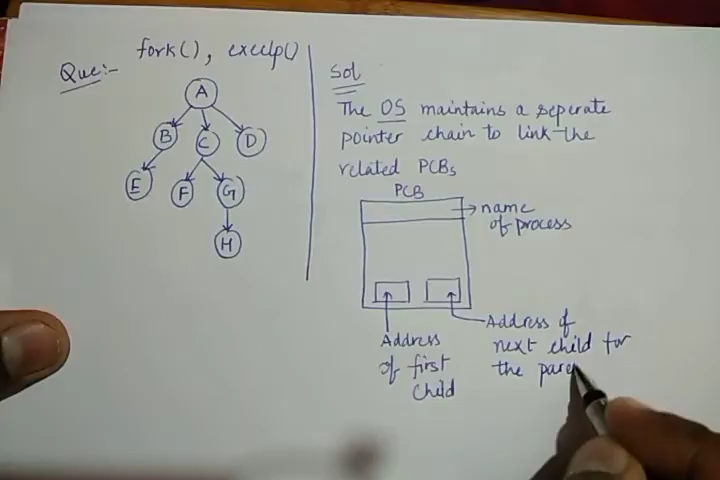 Que:- fork(), execlp()
A
B C D
E F G
H
Sol
The OS maintains a seperate
pointer chain to link the
related PCBs
PCB
name
of process
Address
of first
child
Address of
next child for
the pare